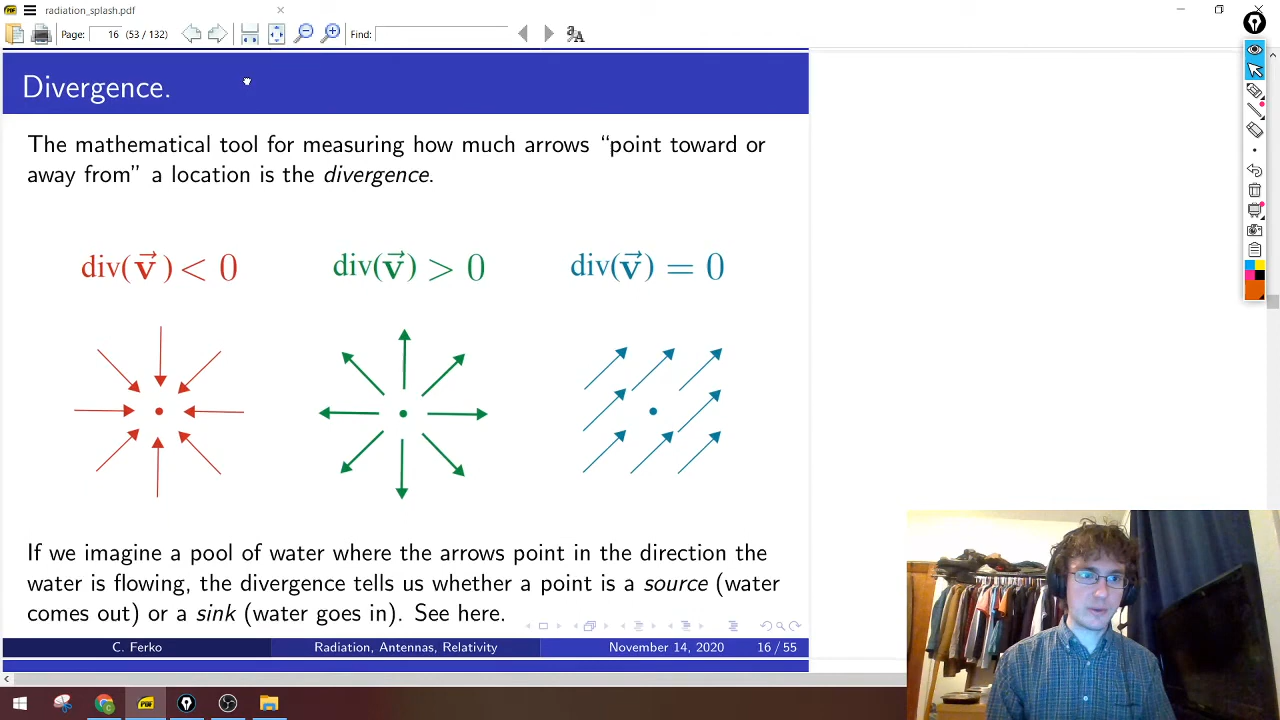 radiation_splash.pdf
Page: 16 (53 / 132) Find:
Divergence.
The mathematical tool for measuring how much arrows “point toward or
away from” a location is the divergence.
div(v⃗) < 0 div(v⃗) > 0 div(v⃗) = 0
If we imagine a pool of water where the arrows point in the direction the
water is flowing, the divergence tells us whether a point is a source (water
comes out) or a sink (water goes in). See here.
C. Ferko Radiation, Antennas, Relativity November 14, 2020 16 / 55